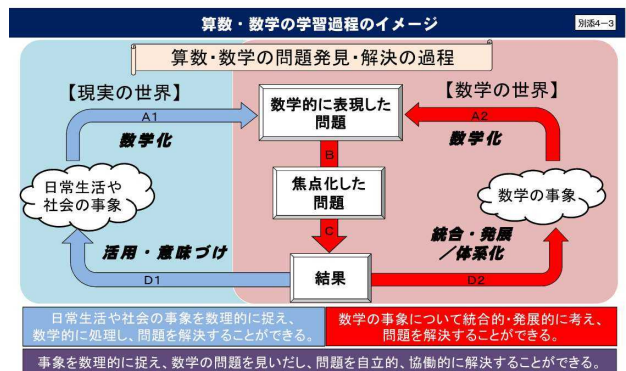 算数・数学の学習過程のイメージ
別添4-3
算数・数学の問題発見・解決の過程
【現実の世界】
【数学の世界】
数学的に表現した
問題
A1
A2
数学化
数学化
B
日常生活や
社会の事象
焦点化した
問題
数学の事象
C
活用・意味づけ
統合・発展
／体系化
結果
D1
D2
日常生活や社会の事象を数理的に捉え、
数学的に処理し、問題を解決することができる。
数学の事象について統合的・発展的に考え、
問題を解決することができる。
事象を数理的に捉え、数学の問題を見いだし、問題を自立的、協働的に解決することができる。